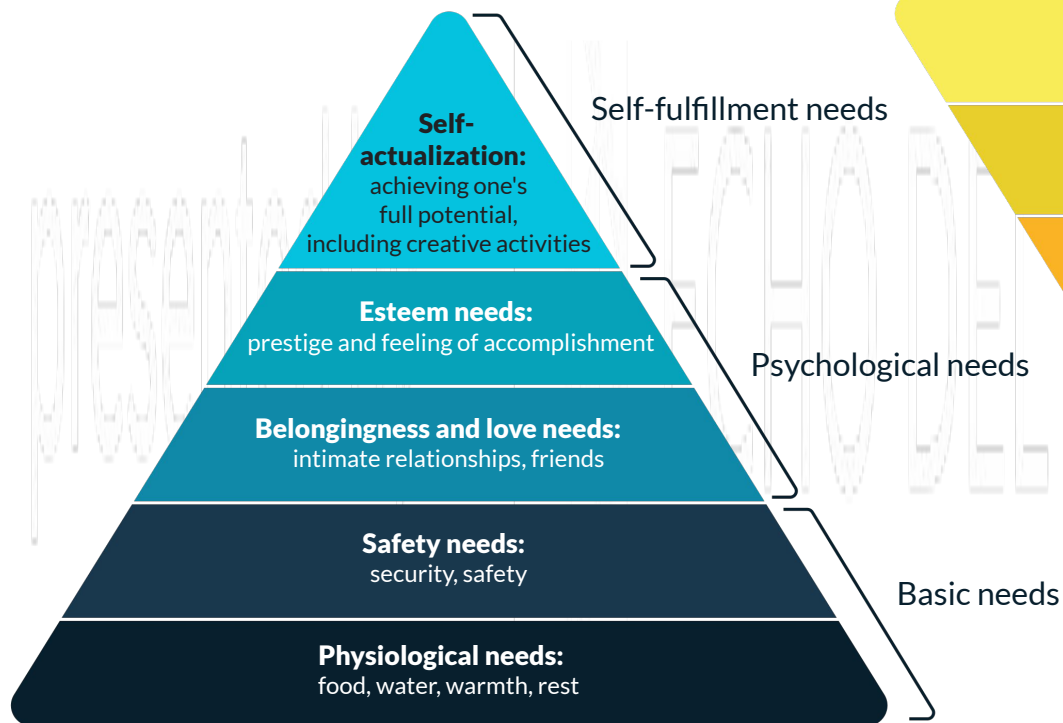 Self-
actualization:
achieving one's
full potential,
including creative activities
Self-fulfillment needs
Esteem needs:
prestige and feeling of accomplishment
Psychological needs
Belongingness and love needs:
intimate relationships, friends
Safety needs:
security, safety
Basic needs
Physiological needs:
food, water, warmth, rest